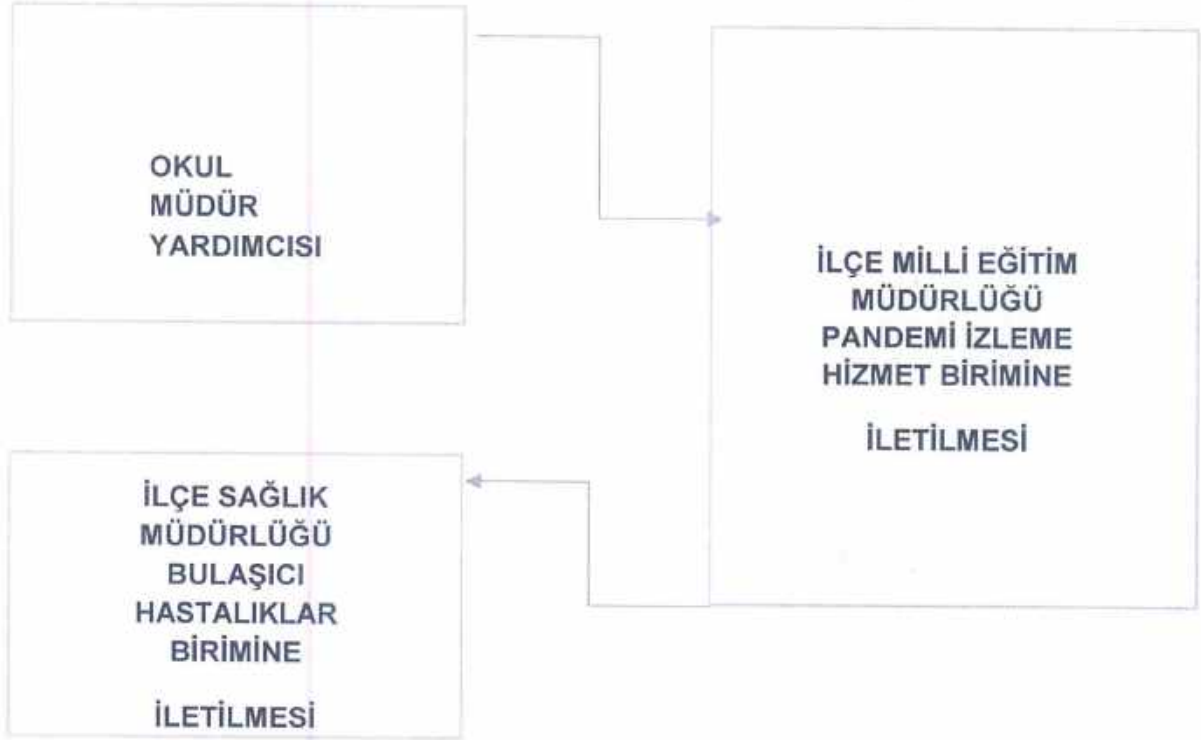 OKUL
MÜDÜR
YARDIMCISI
İLÇE MİLLİ EĞİTİM
MÜDÜRLÜĞÜ
PANDEMİ İZLEME
HİZMET BİRİMİNE
İLETİLMESİ
İLÇE SAĞLIK
MÜDÜRLÜĞÜ
BULAŞICI
HASTALIKLAR
BİRİMİNE
İLETİLMESİ